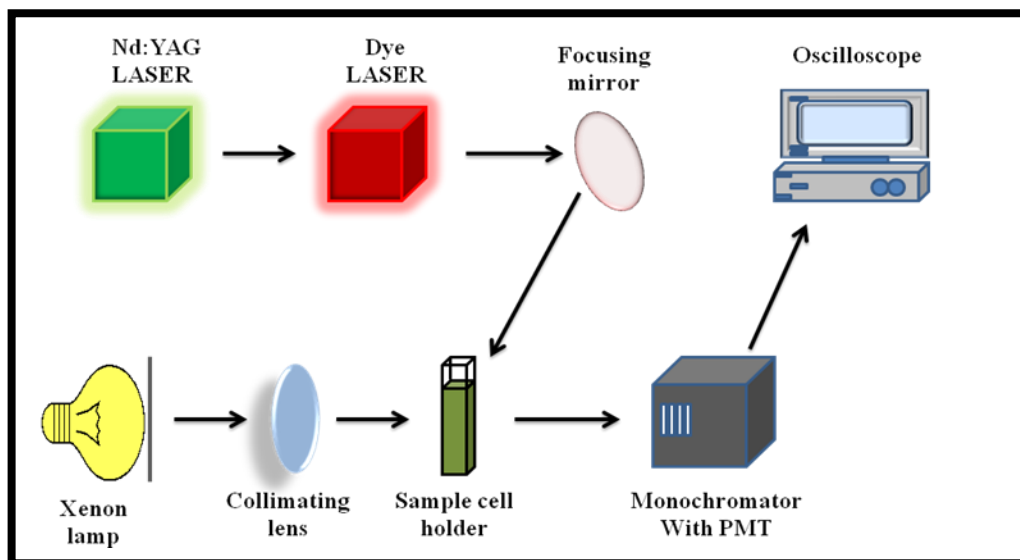 Nd:YAG
LASER
Dye
LASER
Focusing
mirror
Oscilloscope
Xenon
lamp
Collimating
lens
Sample cell
holder
Monochromator
With PMT